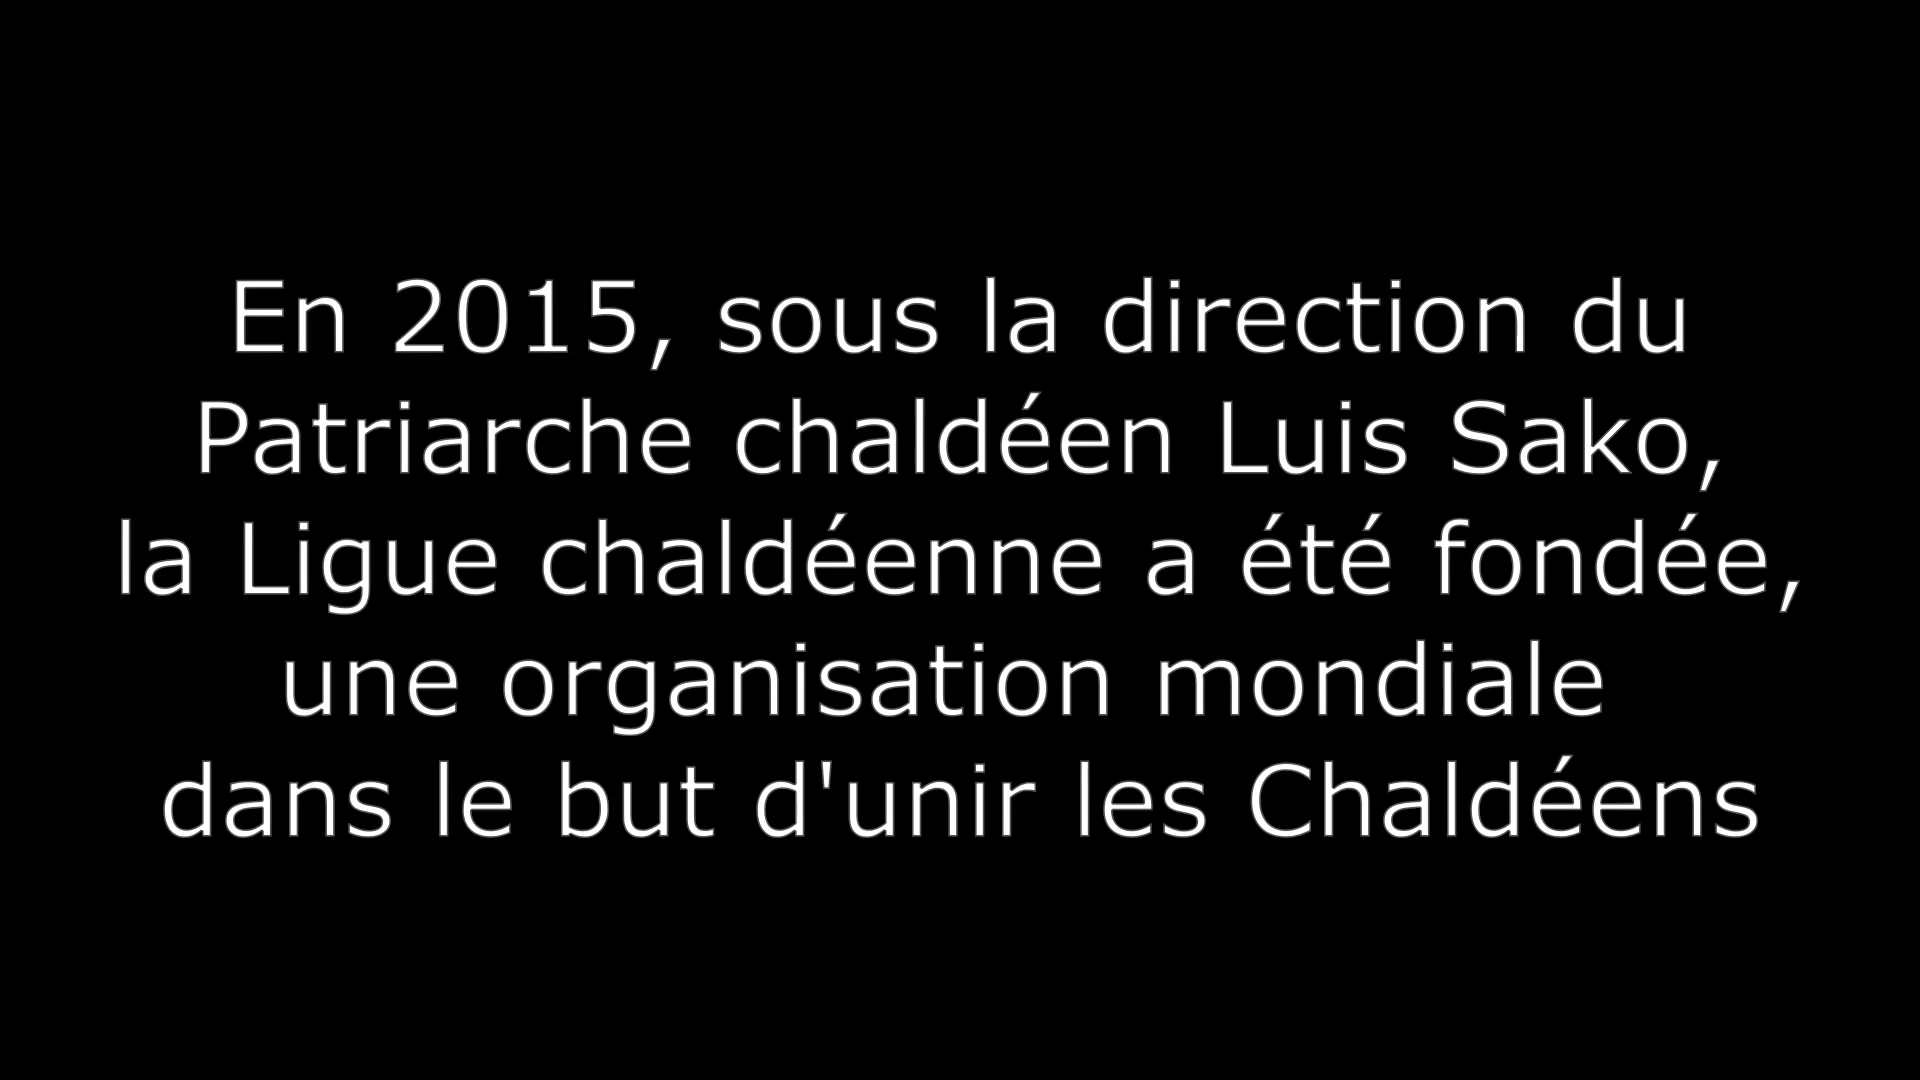 En 2015, sous la direction du
Patriarche chaldéen Luis Sako,
la Ligue chaldéenne a été fondée,
une organisation mondiale
dans le but d'unir les Chaldéens